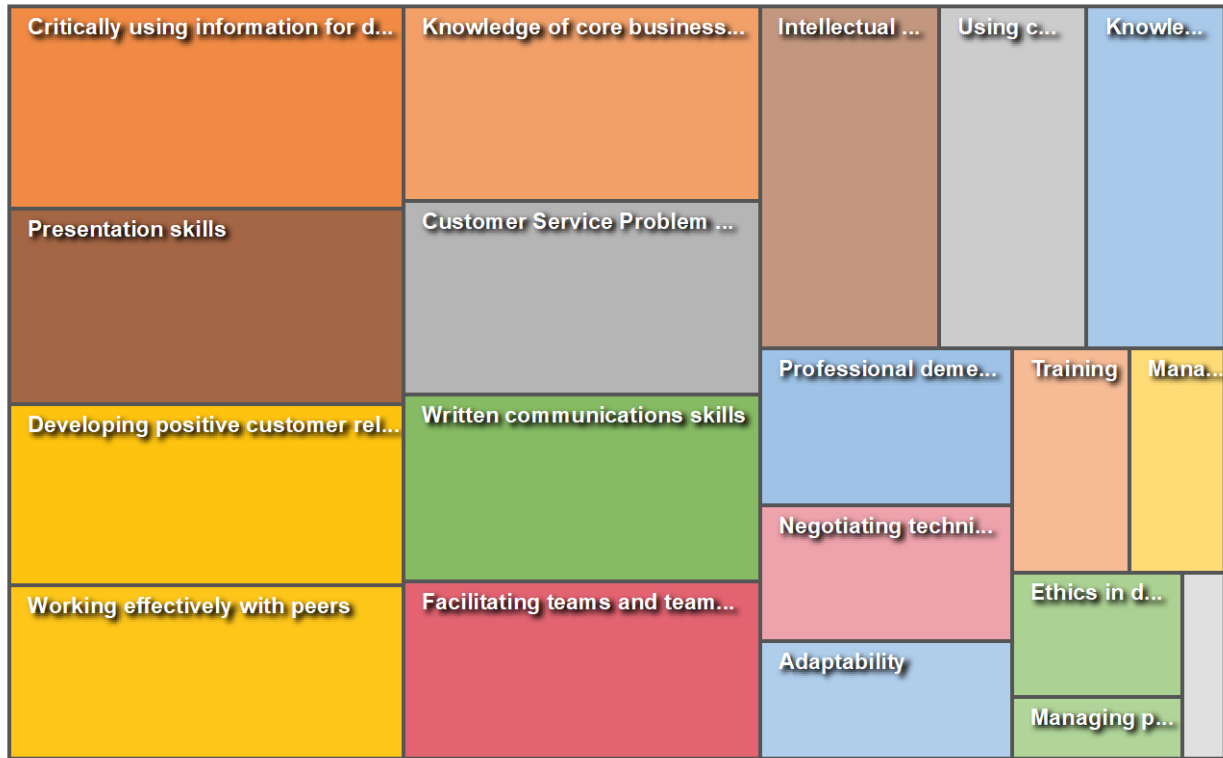 Critically using information for d...
Knowledge of core business...
Intellectual ...
Using c...
Knowle...
Presentation skills
Customer Service Problem ...
Professional deme...
Training
Mana...
Developing positive customer rel...
Written communications skills
Negotiating techni...
Working effectively with peers
Facilitating teams and team...
Ethics in d...
Adaptability
Managing p...